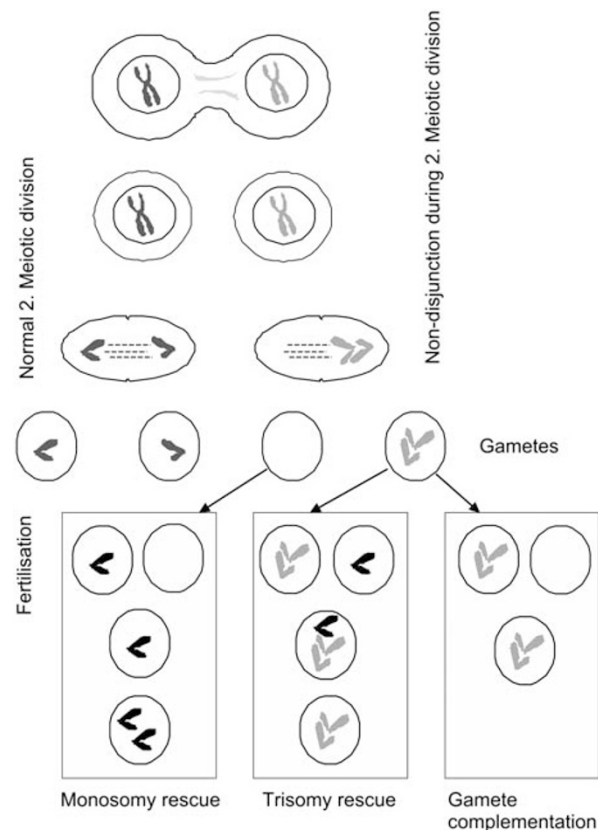 Normal 2. Meiotic division
Non-disjunction during 2. Meiotic division
Gametes
Fertilisation
Monosomy rescue
Trisomy rescue
Gamete
complementation